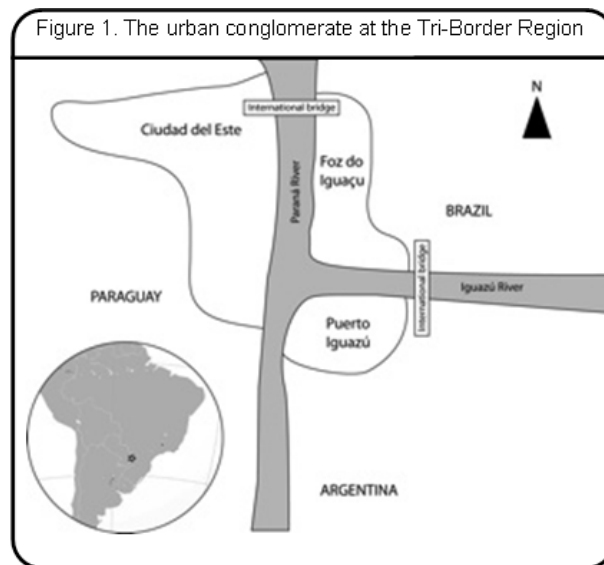 Figure 1. The urban conglomerate at the Tri-Border Region
International bridge
N
Ciudad del Este
Foz do
Iguaçu
Paraná River
BRAZIL
International bridge
Iguazú River
PARAGUAY
Puerto
Iguazú
ARGENTINA